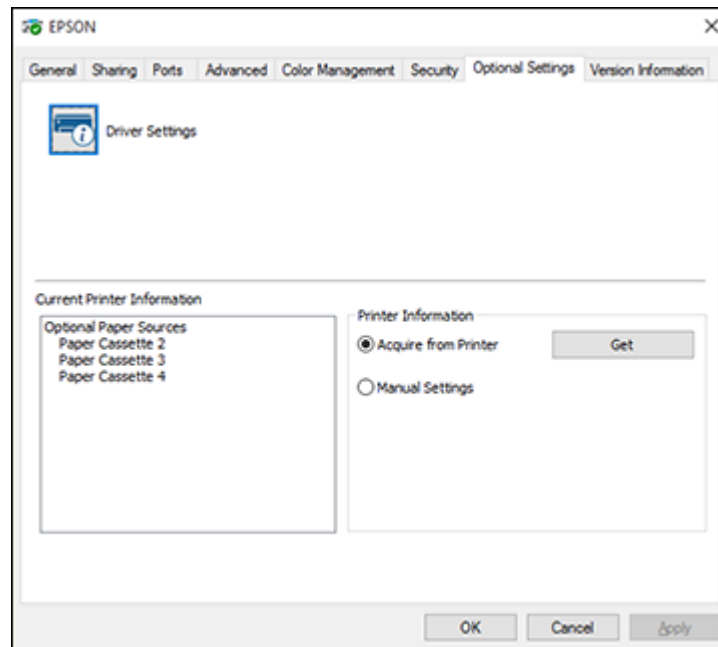 EPSON
General Sharing Ports Advanced Color Management Security Optional Settings Version Information
Driver Settings
Current Printer Information
Optional Paper Sources
Paper Cassette 2
Paper Cassette 3
Paper Cassette 4
Printer Information
Acquire from Printer Get
Manual Settings
OK Cancel Apply